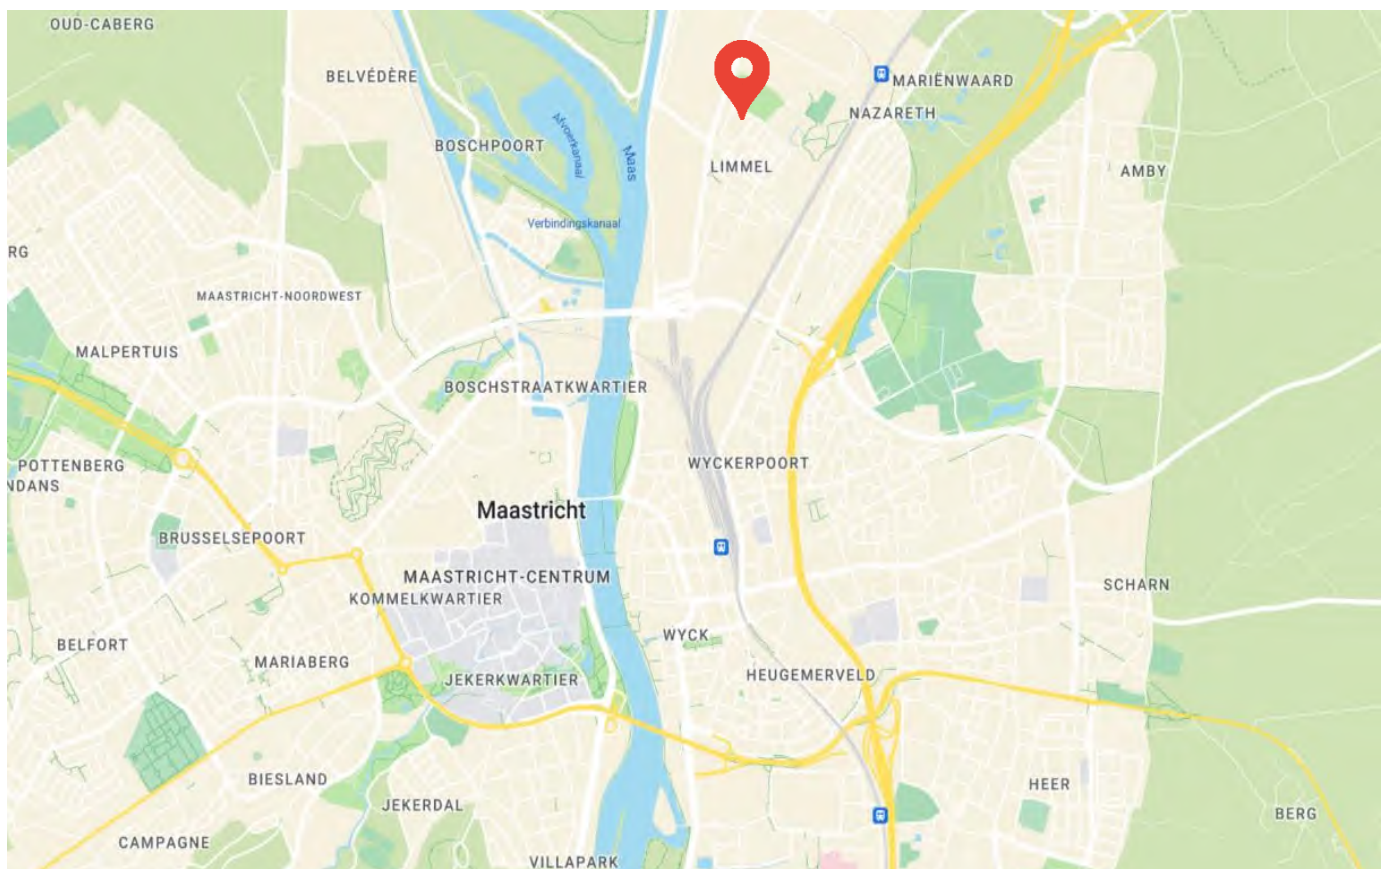 OUD-CABERG
BELVÉDÈRE
MARIËNWAARD
NAZARETH
BOSCHPOORT
Afvoerkanaal
Maas
LIMMEL
AMBY
Verbindingskanaal
RG
MAASTRICHT-NOORDWEST
MALPERTUIS
BOSCHSTRAATKWARTIER
POTTENBERG
WYCKERPOORT
NDANS
Maastricht
BRUSSELSEPOORT
MAASTRICHT-CENTRUM
SCHARN
KOMMELKWARTIER
BELFORT
WYCK
MARIABERG
HEUGEMERVELD
JEKERKWARTIER
BIESLAND
HEER
JEKERDAL
BERG
CAMPAGNE
VILLAPARK